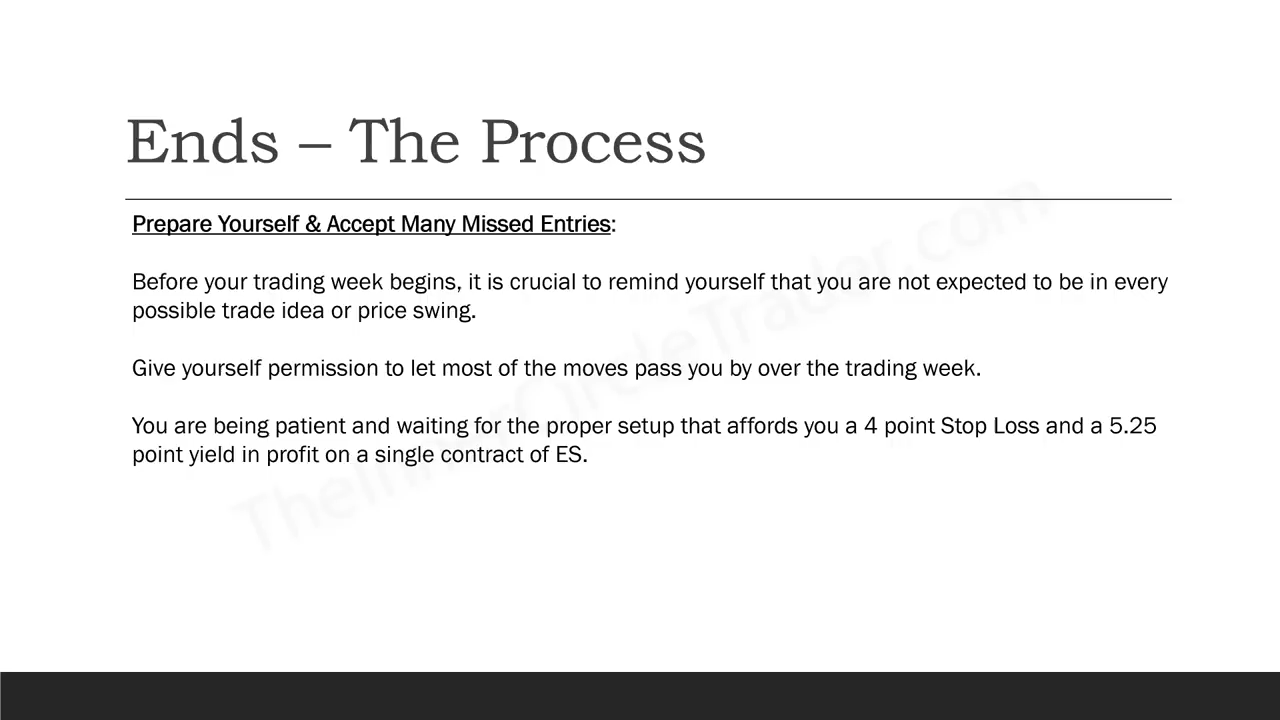 Ends – The Process
Prepare Yourself & Accept Many Missed Entries:
Before your trading week begins, it is crucial to remind yourself that you are not expected to be in every
possible trade idea or price swing.
Give yourself permission to let most of the moves pass you by over the trading week.
You are being patient and waiting for the proper setup that affords you a 4 point Stop Loss and a 5.25
point yield in profit on a single contract of ES.
TheInnerCircleTrader.com